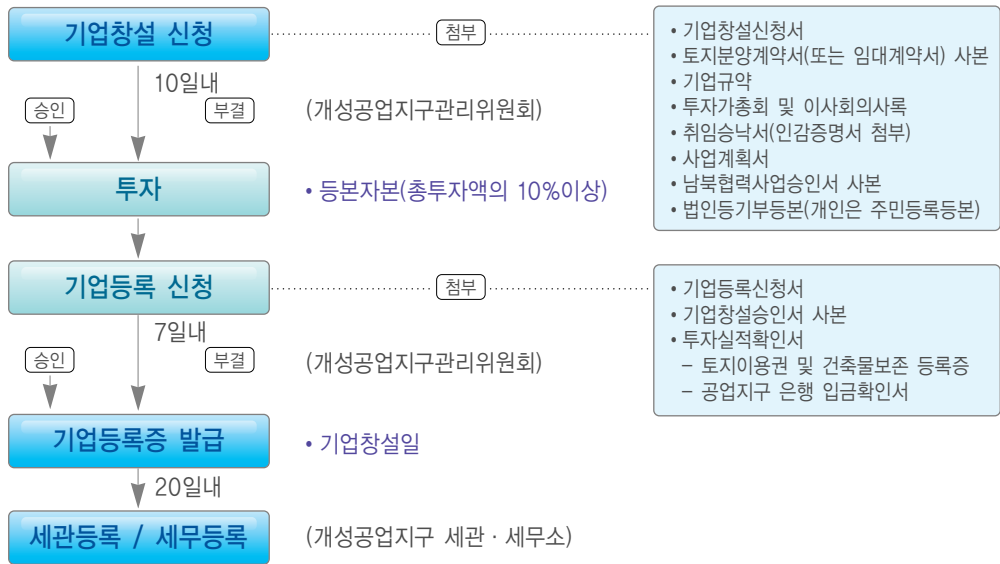 기업창설 신청
첨부
• 기업창설신청서
• 토지분양계약서(또는 임대계약서) 사본
• 기업규약
• 투자가총회 및 이사회의사록
• 취임승낙서(인감증명서 첨부)
• 사업계획서
• 남북협력사업승인서 사본
• 법인등기부등본(개인은 주민등록등본)
10일내
승인
부결
(개성공업지구관리위원회)
투자
• 등본자본(총투자액의 10%이상)
기업등록 신청
첨부
• 기업등록신청서
• 기업창설승인서 사본
• 투자실적확인서
– 토지이용권 및 건축물보존 등록증
– 공업지구 은행 입금확인서
7일내
승인
부결
(개성공업지구관리위원회)
기업등록증 발급
• 기업창설일
20일내
세관등록 / 세무등록
(개성공업지구 세관 · 세무소)